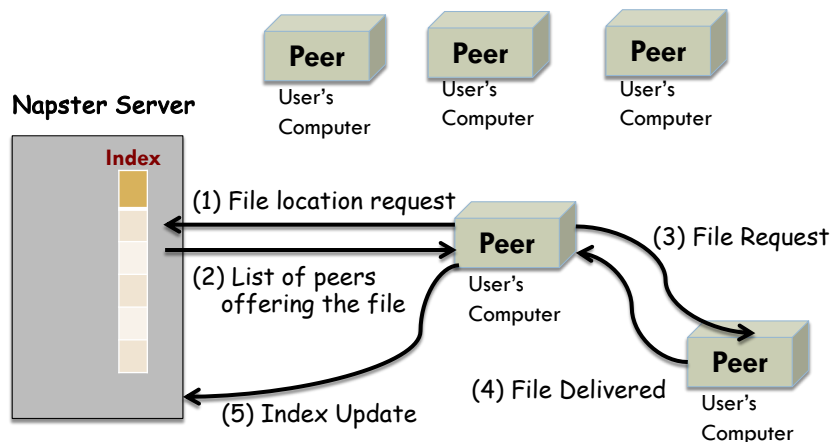 Peer
User's
Computer
Peer
User's
Computer
Peer
User's
Computer
Napster Server
Index
(1) File location request
(2) List of peers
offering the file
Peer
User's
Computer
(3) File Request
(4) File Delivered
Peer
User's
Computer
(5) Index Update